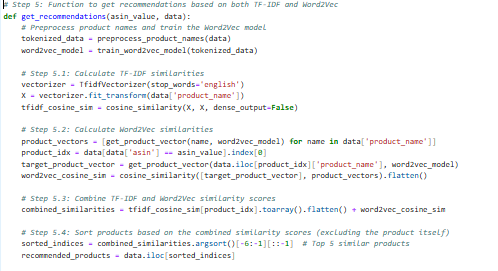 # Step 5: Function to get recommendations based on both TF-IDF and Word2Vec
def get_recommendations(asin_value, data):
    # Preprocess product names and train the Word2Vec model
    tokenized_data = preprocess_product_names(data)
    word2vec_model = train_word2vec_model(tokenized_data)

    # Step 5.1: Calculate TF-IDF similarities
    vectorizer = TfidfVectorizer(stop_words='english')
    X = vectorizer.fit_transform(data['product_name'])
    tfidf_cosine_sim = cosine_similarity(X, X, dense_output=False)

    # Step 5.2: Calculate Word2Vec similarities
    product_vectors = [get_product_vector(name, word2vec_model) for name in data['product_name']]
    product_idx = data[data['asin'] == asin_value].index[0]
    target_product_vector = get_product_vector(data.iloc[product_idx]['product_name'], word2vec_model)
    word2vec_cosine_sim = cosine_similarity([target_product_vector], product_vectors).flatten()

    # Step 5.3: Combine TF-IDF and Word2Vec similarity scores
    combined_similarities = tfidf_cosine_sim[product_idx].toarray().flatten() + word2vec_cosine_sim

    # Step 5.4: Sort products based on the combined similarity scores (excluding the product itself)
    sorted_indices = combined_similarities.argsort()[-6:-1][::-1]  # Top 5 similar products
    recommended_products = data.iloc[sorted_indices]